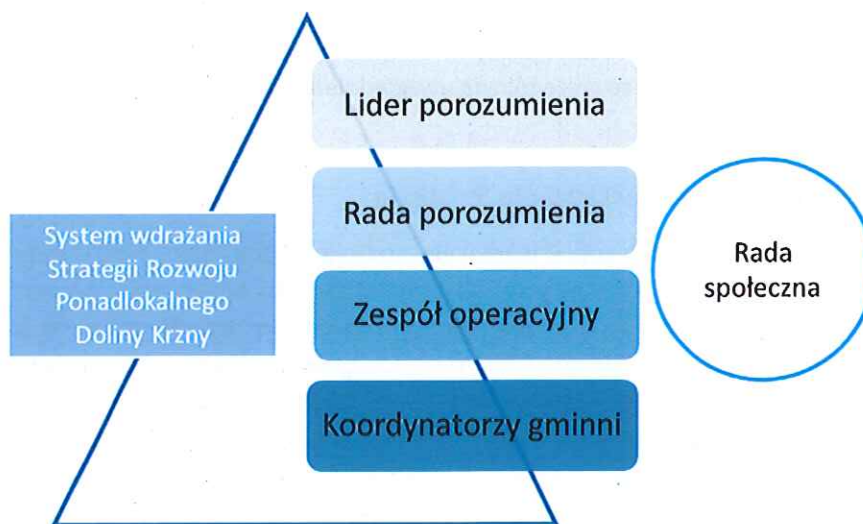 Lider porozumienia
Rada porozumienia
System wdrażania
Strategii Rozwoju
Ponadlokalnego
Doliny Krzny
Zespół operacyjny
Koordynatorzy gminni
Rada
społeczna